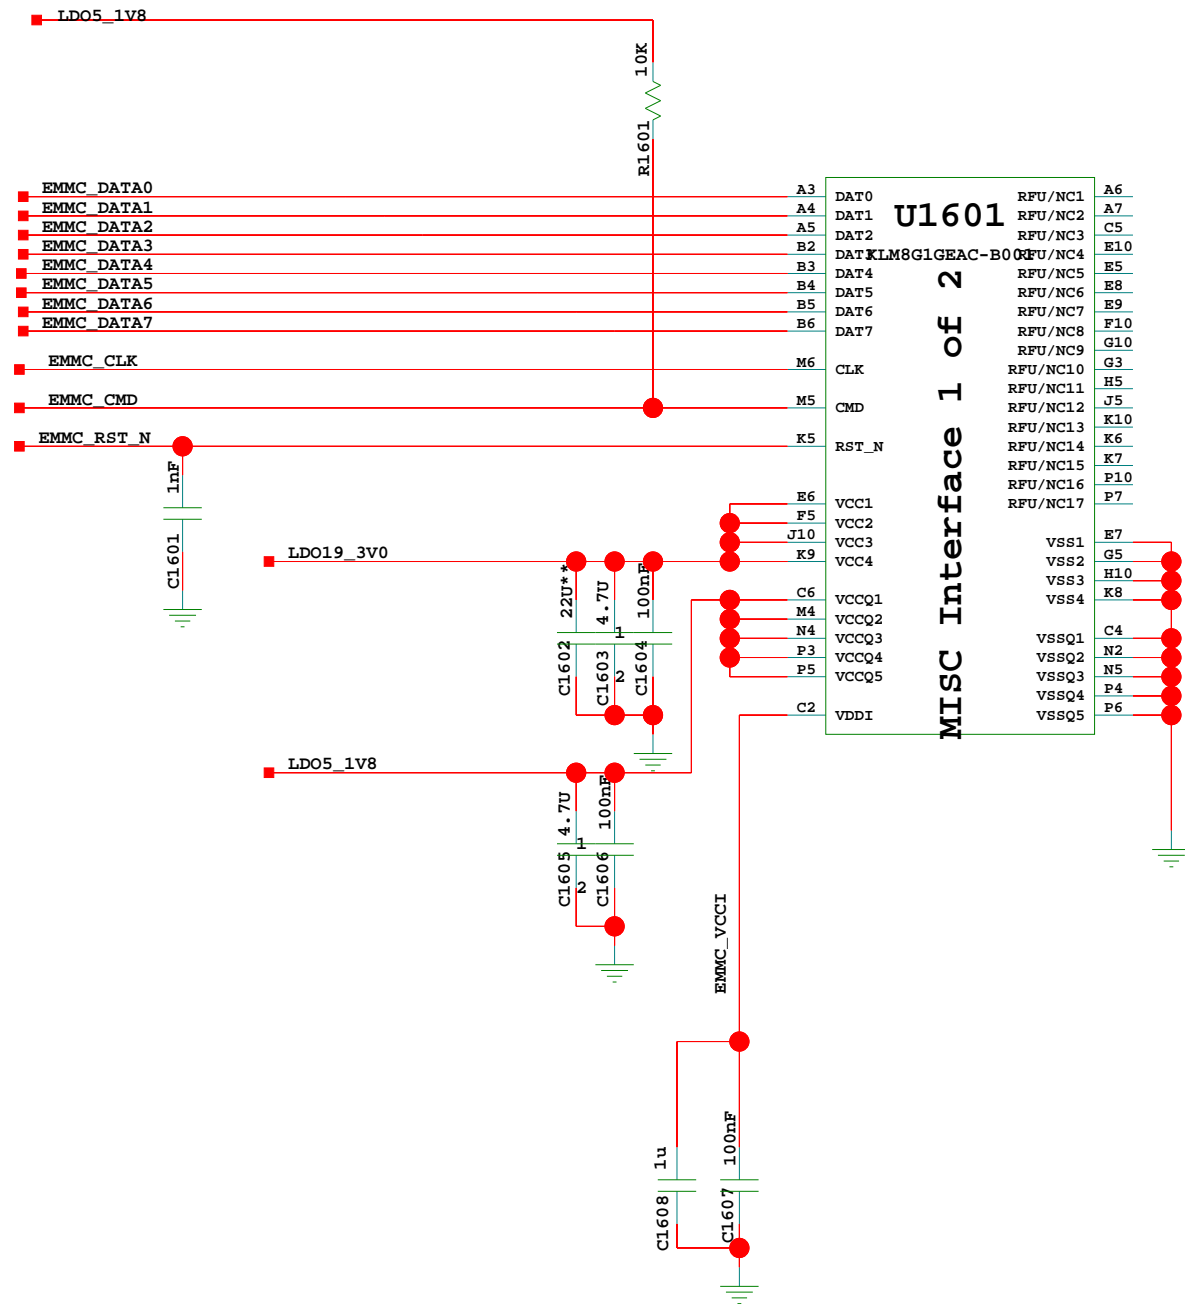 LDO5_1V8
10K
R1601
EMMC_DATA0
EMMC_DATA1
EMMC_DATA2
EMMC_DATA3
EMMC_DATA4
EMMC_DATA5
EMMC_DATA6
EMMC_DATA7
EMMC_CLK
EMMC_CMD
EMMC_RST_N
1nF
C1601
LDO19_3V0
22U**
C1602
4.7U
1
C1603
2
100nF
C1604
LDO5_1V8
4.7U
1
C1605
2
100nF
C1606
EMMC_VCCI
1u
C1608
100nF
C1607
U1601
KLM8G1GEAC-B001
MISC Interface 1 of 2
A3 DAT0
A4 DAT1
A5 DAT2
B2 DAT3
B3 DAT4
B4 DAT5
B5 DAT6
B6 DAT7
M6 CLK
M5 CMD
K5 RST_N
E6 VCC1
F5 VCC2
J10 VCC3
K9 VCC4
C6 VCCQ1
M4 VCCQ2
N4 VCCQ3
P3 VCCQ4
P5 VCCQ5
C2 VDDI
RFU/NC1 A6
RFU/NC2 A7
RFU/NC3 C5
RFU/NC4 E10
RFU/NC5 E5
RFU/NC6 E8
RFU/NC7 E9
RFU/NC8 F10
RFU/NC9 G10
RFU/NC10 G3
RFU/NC11 H5
RFU/NC12 J5
RFU/NC13 K10
RFU/NC14 K6
RFU/NC15 K7
RFU/NC16 P10
RFU/NC17 P7
VSS1 E7
VSS2 G5
VSS3 H10
VSS4 K8
VSSQ1 C4
VSSQ2 N2
VSSQ3 N5
VSSQ4 P4
VSSQ5 P6